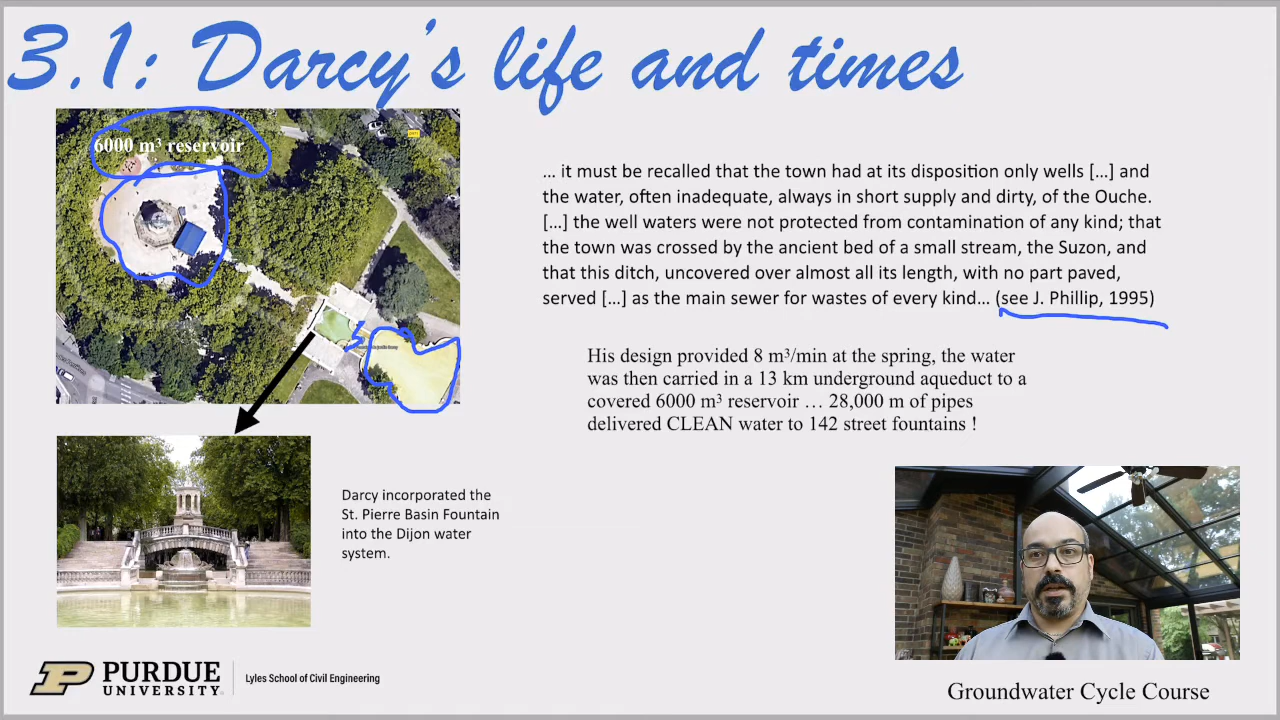 3.1: Darcy's life and times
6000 m³ reservoir
... it must be recalled that the town had at its disposition only wells [...] and
the water, often inadequate, always in short supply and dirty, of the Ouche.
[...] the well waters were not protected from contamination of any kind; that
the town was crossed by the ancient bed of a small stream, the Suzon, and
that this ditch, uncovered over almost all its length, with no part paved,
served [...] as the main sewer for wastes of every kind... (see J. Phillip, 1995)
His design provided 8 m³/min at the spring, the water
was then carried in a 13 km underground aqueduct to a
covered 6000 m³ reservoir ... 28,000 m of pipes
delivered CLEAN water to 142 street fountains !
Darcy incorporated the
St. Pierre Basin Fountain
into the Dijon water
system.
PURDUE
UNIVERSITY
Lyles School of Civil Engineering
Groundwater Cycle Course